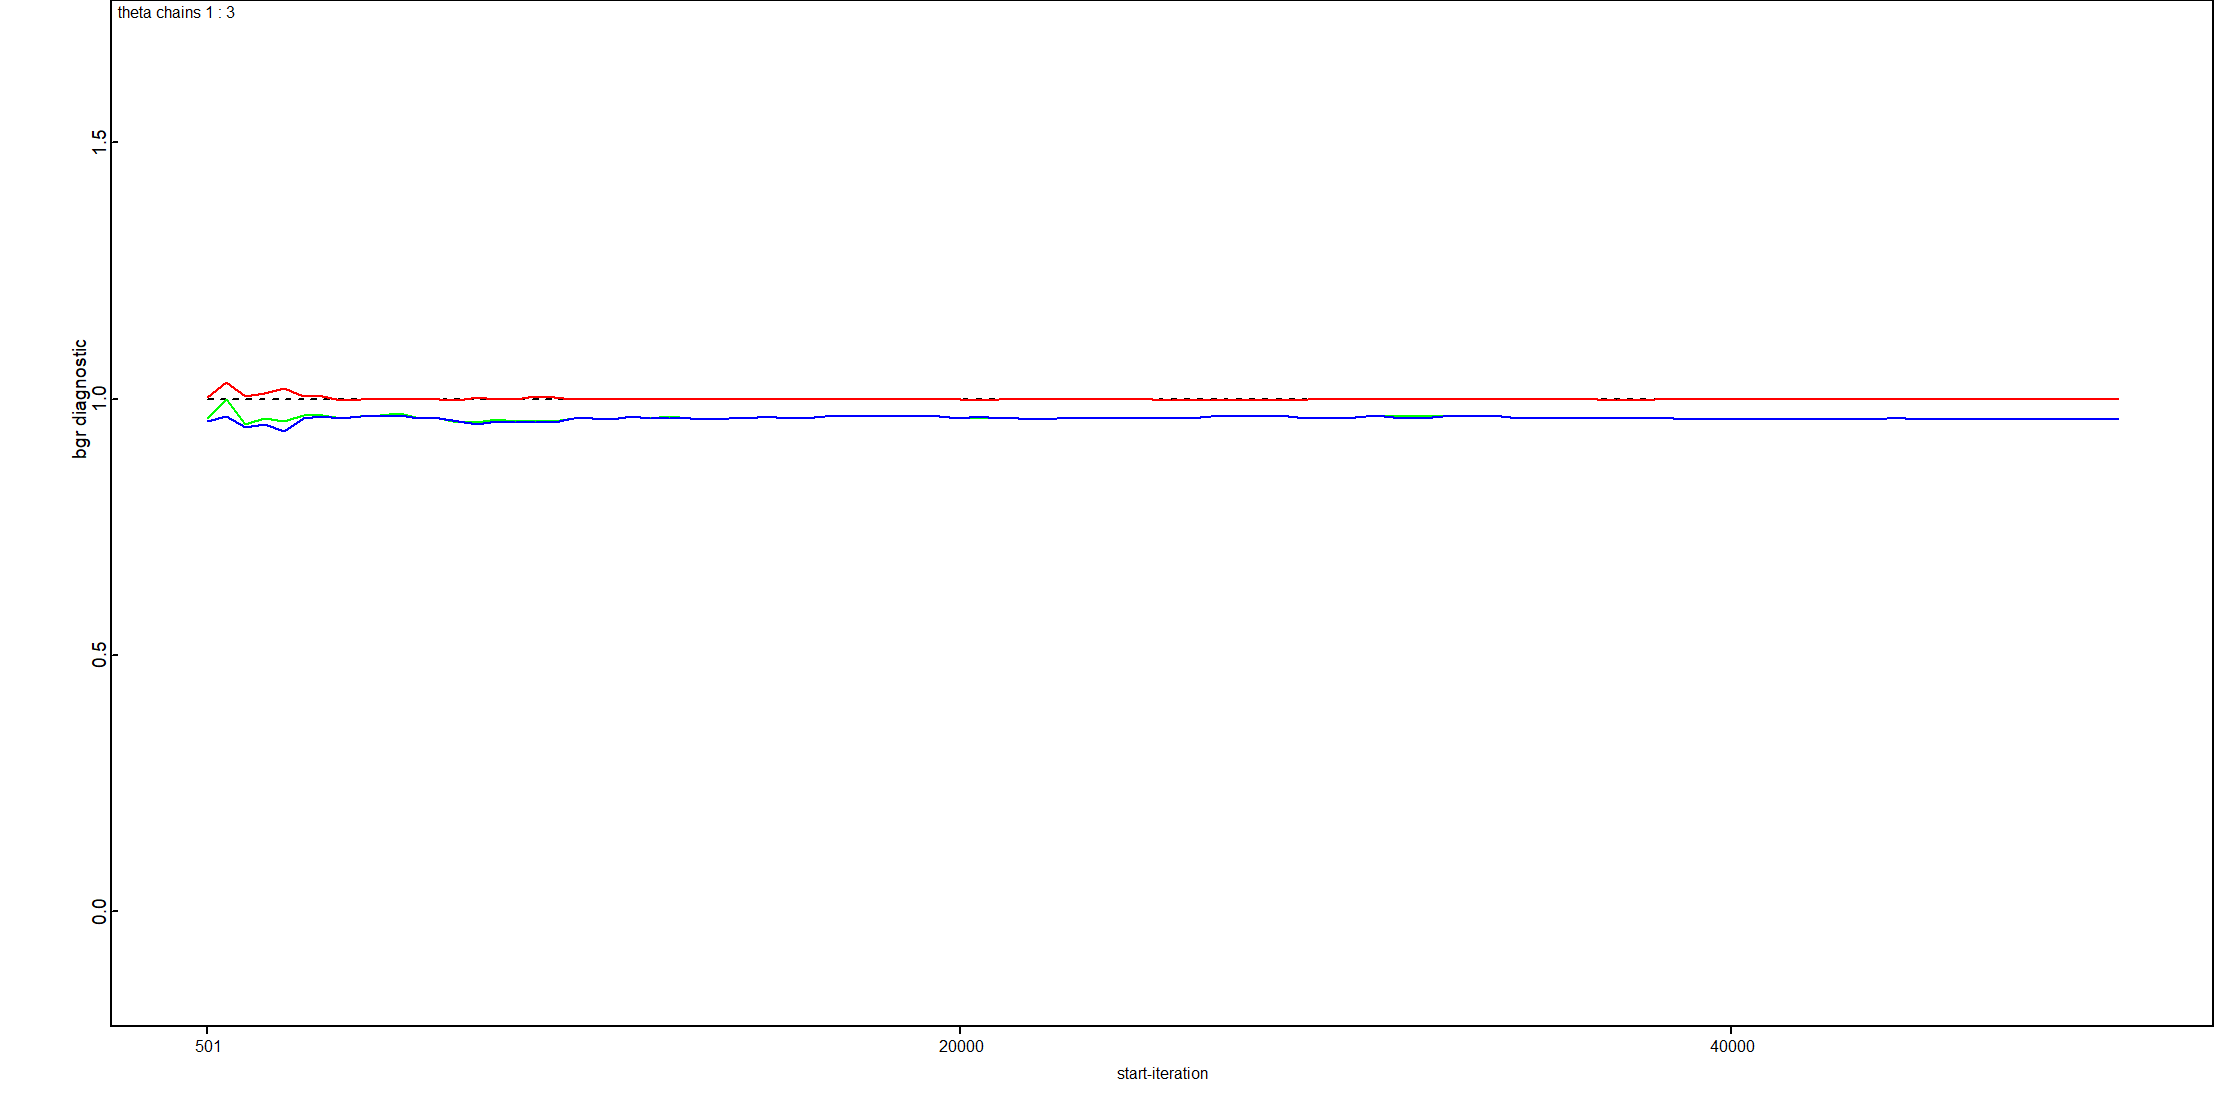 theta chains 1 : 3
1.5
1.0
bgr diagnostic
0.5
0.0
501
20000
40000
start-iteration